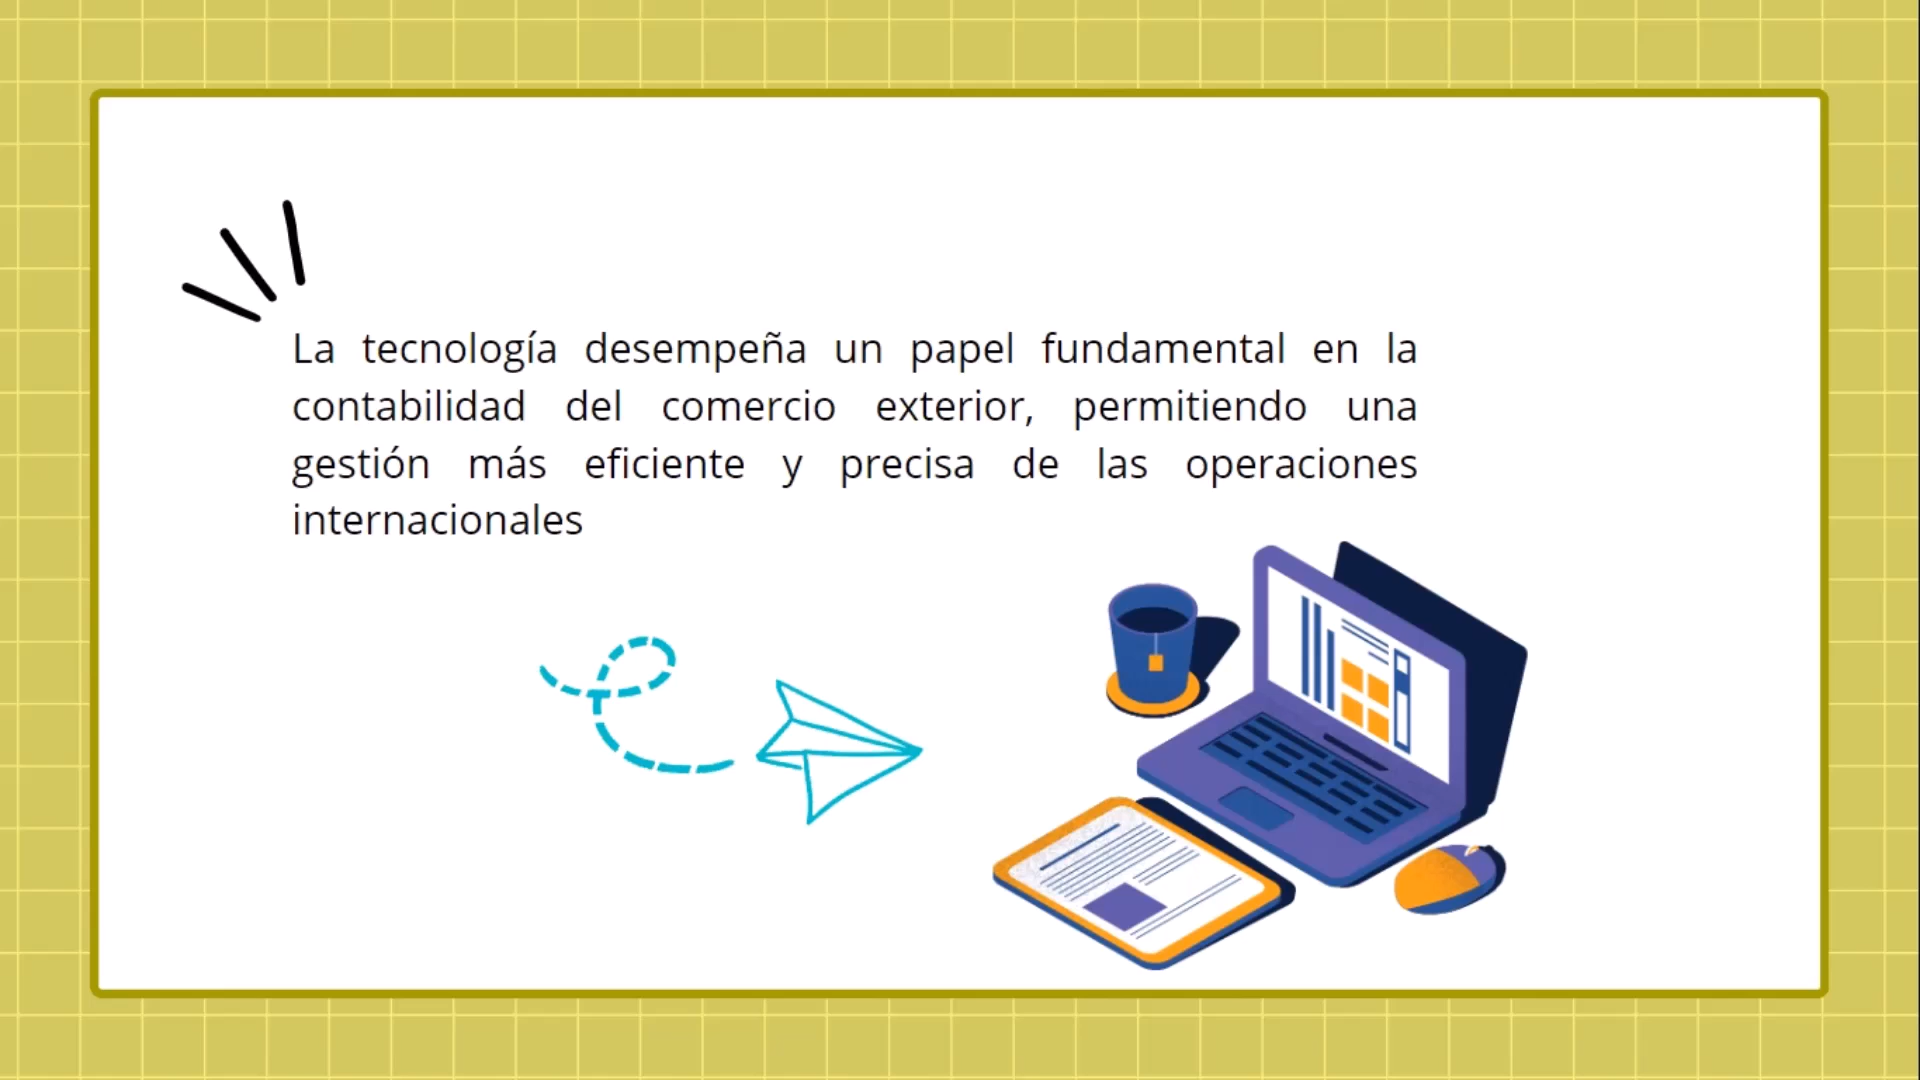 La tecnología desempeña un papel fundamental en la
contabilidad del comercio exterior, permitiendo una
gestión más eficiente y precisa de las operaciones
internacionales